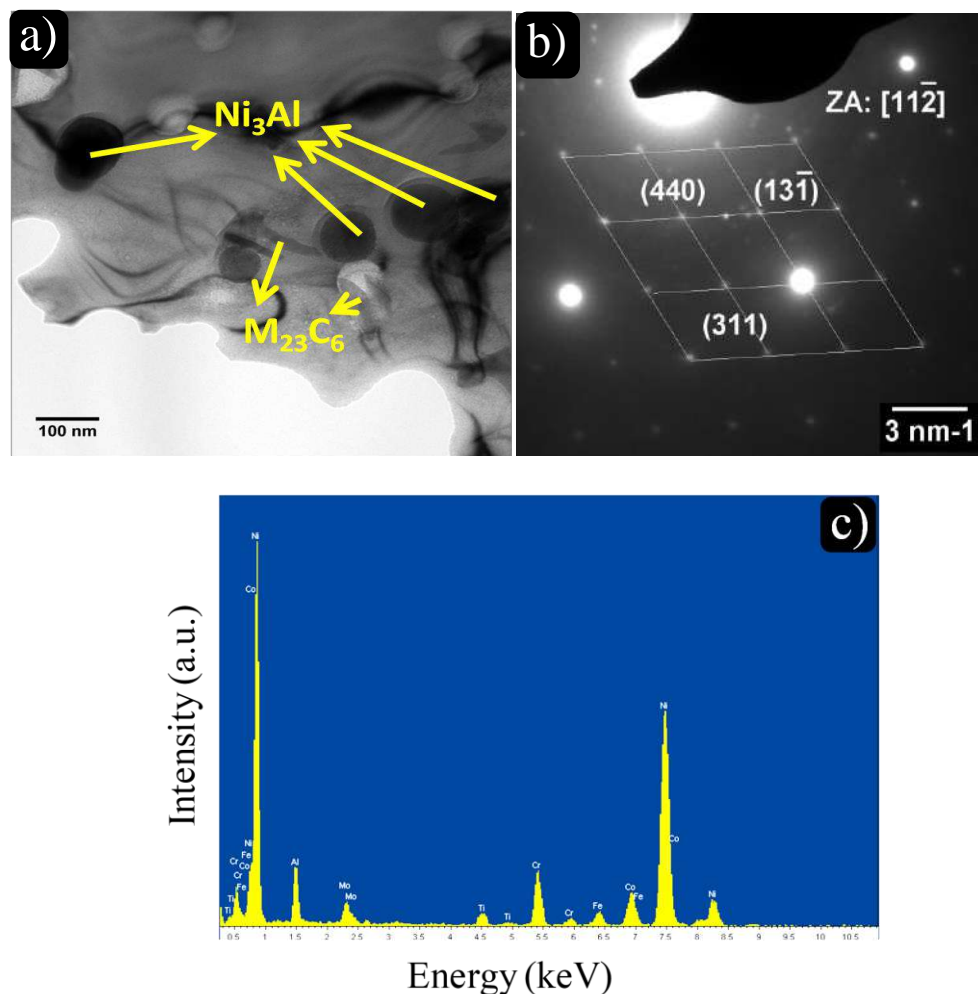 a)
Ni₃Al
M₂₃C₆
100 nm
b)
ZA: [112̄]
(440)
(131̄)
(311)
3 nm-1
c)
Intensity (a.u.)
Ni
Co
Ni
Fe
Cr
Co
Cr
Fe
Ti
Ti
Al
Mo
Mo
Ti
Ti
Cr
Cr
Fe
Co
Fe
Ni
Co
Ni
0.5 1 1.5 2 2.5 3 3.5 4 4.5 5 5.5 6 6.5 7 7.5 8 8.5 9 9.5 10 10.5
Energy (keV)